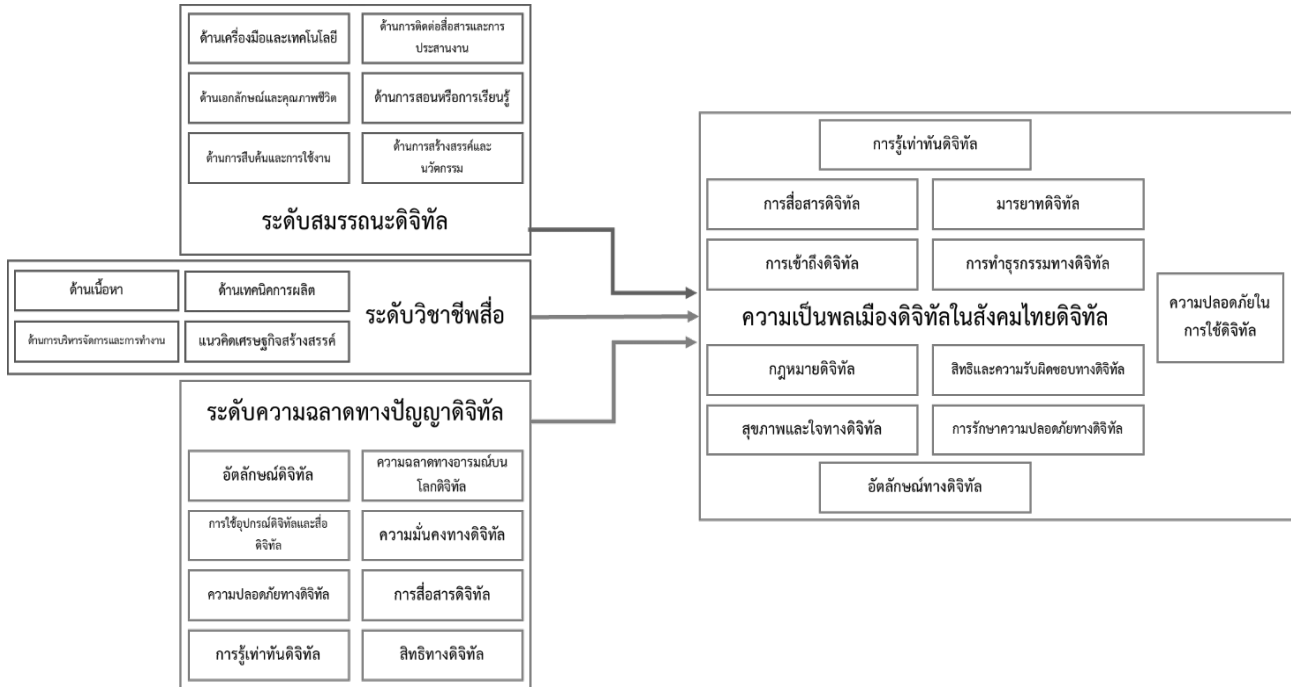 ด้านเครื่องมือและเทคโนโลยี
ด้านการติดต่อสื่อสารและการ
ประสานงาน
ด้านเอกลักษณ์และคุณภาพชีวิต
ด้านการสอนหรือการเรียนรู้
ด้านการสืบค้นและการใช้งาน
ด้านการสร้างสรรค์และ
นวัตกรรม
ระดับสมรรถนะดิจิทัล
ด้านเนื้อหา
ด้านเทคนิคการผลิต
ด้านการบริหารจัดการและการทำงาน
แนวคิดเศรษฐกิจสร้างสรรค์
ระดับวิชาชีพสื่อ
ระดับความฉลาดทางปัญญาดิจิทัล
อัตลักษณ์ดิจิทัล
ความฉลาดทางอารมณ์บน
โลกดิจิทัล
การใช้อุปกรณ์ดิจิทัลและสื่อ
ดิจิทัล
ความมั่นคงทางดิจิทัล
ความปลอดภัยทางดิจิทัล
การสื่อสารดิจิทัล
การรู้เท่าทันดิจิทัล
สิทธิทางดิจิทัล
การรู้เท่าทันดิจิทัล
การสื่อสารดิจิทัล
มารยาทดิจิทัล
การเข้าถึงดิจิทัล
การทำธุรกรรมทางดิจิทัล
ความเป็นพลเมืองดิจิทัลในสังคมไทยดิจิทัล
ความปลอดภัยใน
การใช้ดิจิทัล
กฎหมายดิจิทัล
สิทธิและความรับผิดชอบทางดิจิทัล
สุขภาพและใจทางดิจิทัล
การรักษาความปลอดภัยทางดิจิทัล
อัตลักษณ์ทางดิจิทัล